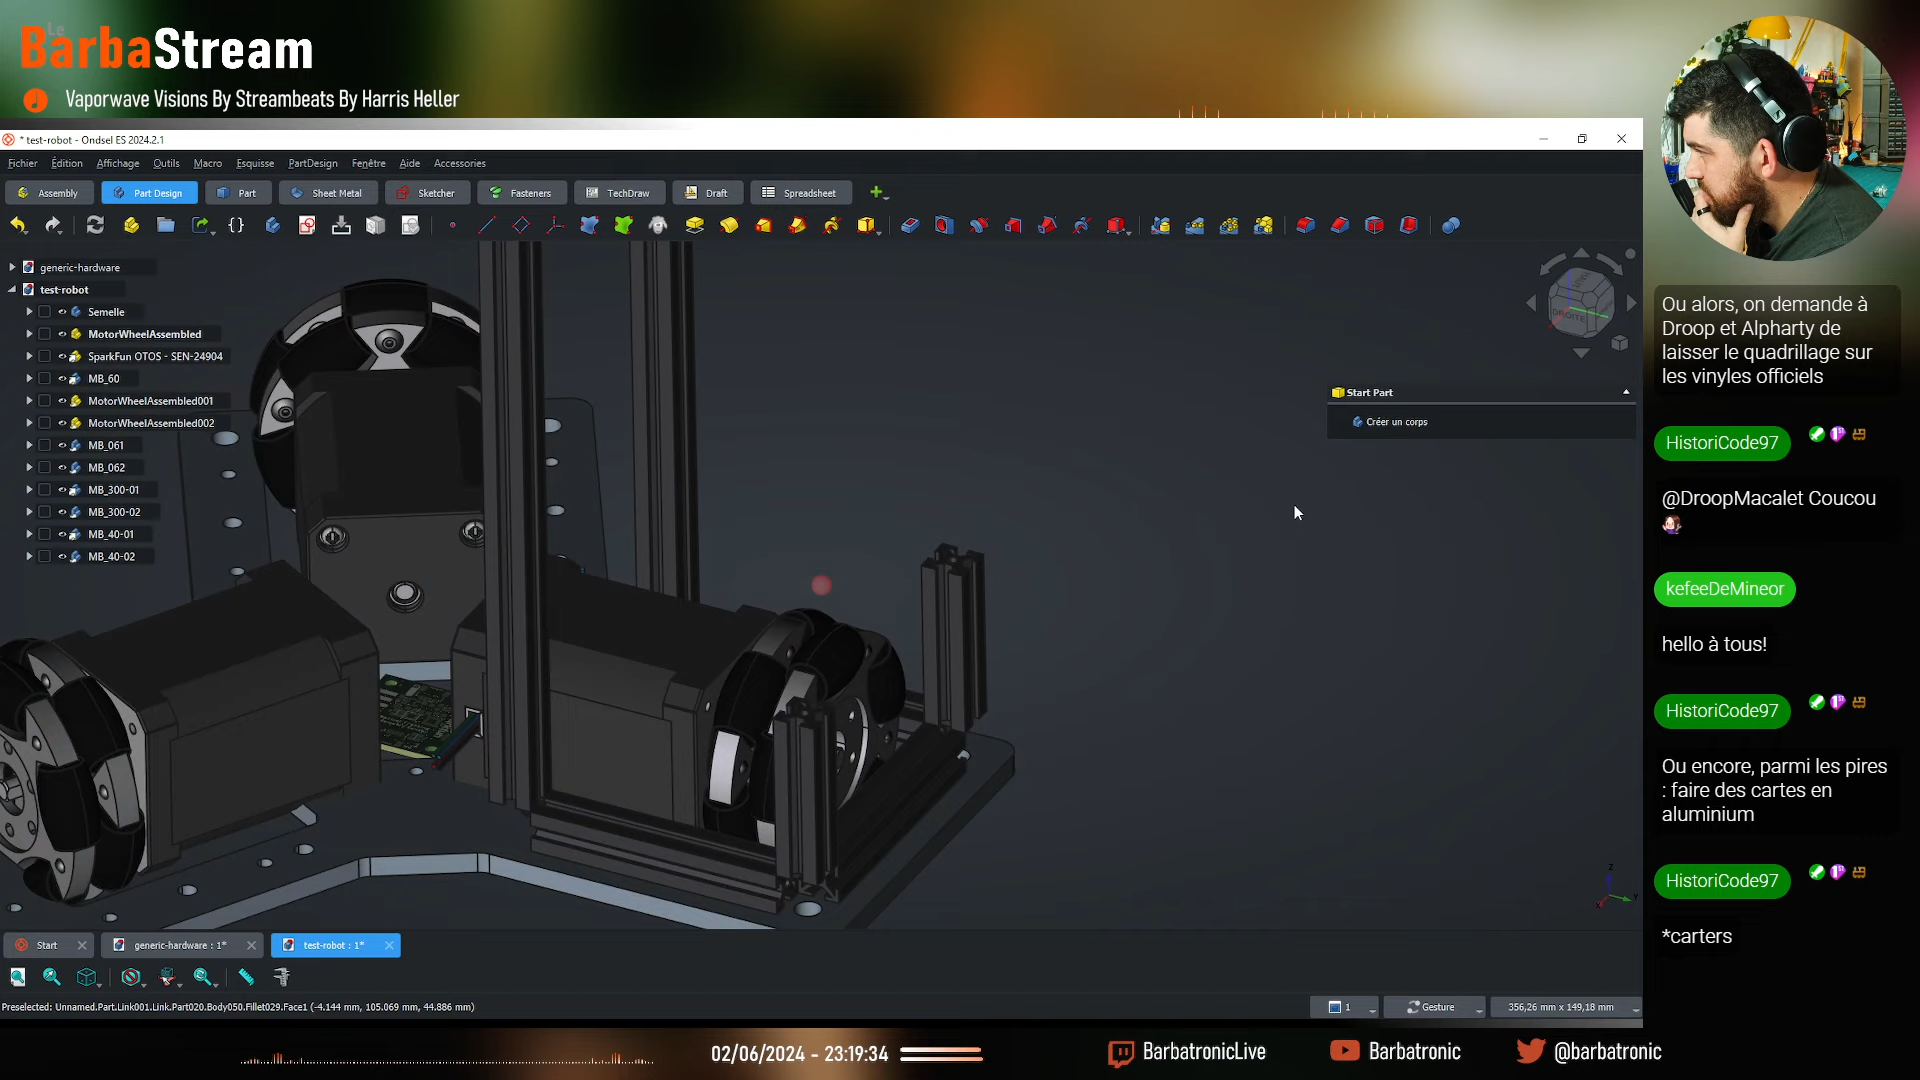 Le
BarbaStream
Vaporwave Visions By Streambeats By Harris Heller
* test-robot - Ondsel ES 2024.2.1
Fichier Édition Affichage Outils Macro Esquisse PartDesign Fenêtre Aide Accessories
Assembly Part Design Part Sheet Metal Sketcher Fasteners TechDraw Draft Spreadsheet
generic-hardware
test-robot
Semelle
MotorWheelAssembled
SparkFun OTOS - SEN-24904
MB_60
MotorWheelAssembled001
MotorWheelAssembled002
MB_061
MB_062
MB_300-01
MB_300-02
MB_40-01
MB_40-02
DROITE
Start Part
Créer un corps
Z
Start generic-hardware : 1* test-robot : 1*
Preselected: Unnamed.Part.Link001.Link.Part020.Body050.Fillet029.Face1 (-4.144 mm, 105.069 mm, 44.886 mm)
1 Gesture 356,26 mm x 149,18 mm
Ou alors, on demande à
Droop et Alpharty de
laisser le quadrillage sur
les vinyles officiels
HistoriCode97
@DroopMacalet Coucou
kefeeDeMineor
hello à tous!
HistoriCode97
Ou encore, parmi les pires
: faire des cartes en
aluminium
HistoriCode97
*carters
02/06/2024 - 23:19:34
BarbatronicLive Barbatronic @barbatronic